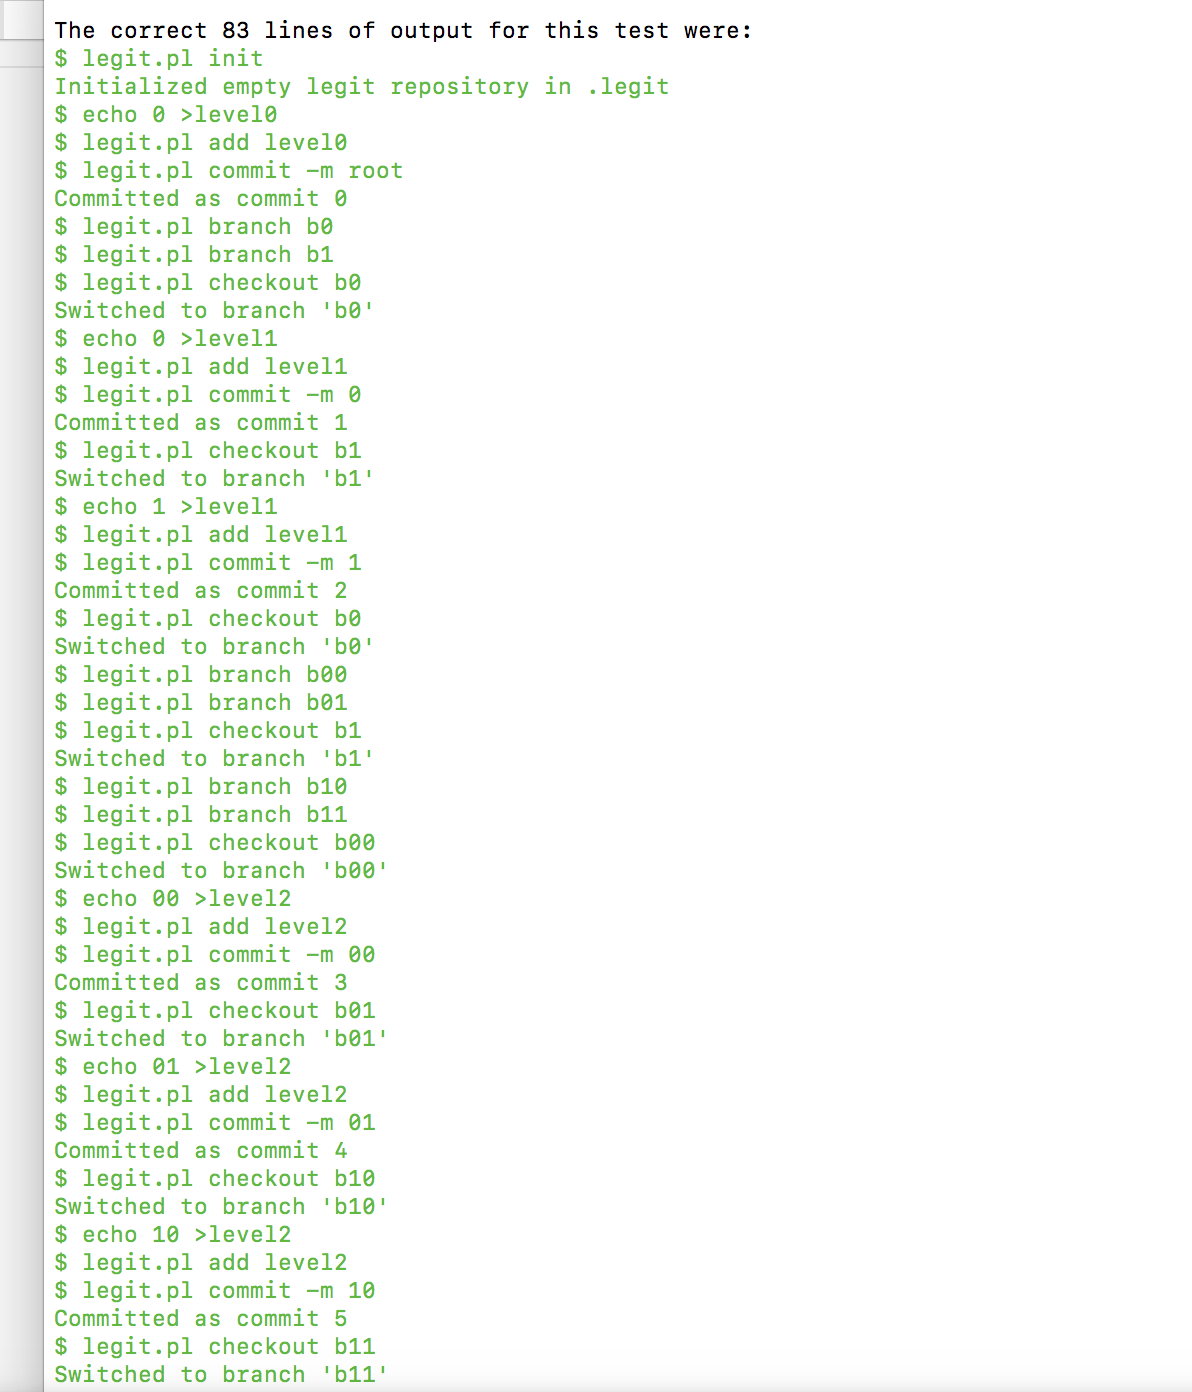 The correct 83 lines of output for this test were:
$ legit.pl init
Initialized empty legit repository in .legit
$ echo 0 >level0
$ legit.pl add level0
$ legit.pl commit -m root
Committed as commit 0
$ legit.pl branch b0
$ legit.pl branch b1
$ legit.pl checkout b0
Switched to branch 'b0'
$ echo 0 >level1
$ legit.pl add level1
$ legit.pl commit -m 0
Committed as commit 1
$ legit.pl checkout b1
Switched to branch 'b1'
$ echo 1 >level1
$ legit.pl add level1
$ legit.pl commit -m 1
Committed as commit 2
$ legit.pl checkout b0
Switched to branch 'b0'
$ legit.pl branch b00
$ legit.pl branch b01
$ legit.pl checkout b1
Switched to branch 'b1'
$ legit.pl branch b10
$ legit.pl branch b11
$ legit.pl checkout b00
Switched to branch 'b00'
$ echo 00 >level2
$ legit.pl add level2
$ legit.pl commit -m 00
Committed as commit 3
$ legit.pl checkout b01
Switched to branch 'b01'
$ echo 01 >level2
$ legit.pl add level2
$ legit.pl commit -m 01
Committed as commit 4
$ legit.pl checkout b10
Switched to branch 'b10'
$ echo 10 >level2
$ legit.pl add level2
$ legit.pl commit -m 10
Committed as commit 5
$ legit.pl checkout b11
Switched to branch 'b11'